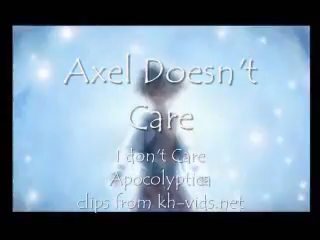 Axel Doesn't
Care
I don't Care
Apocolyptica
clips from kh-vids.net